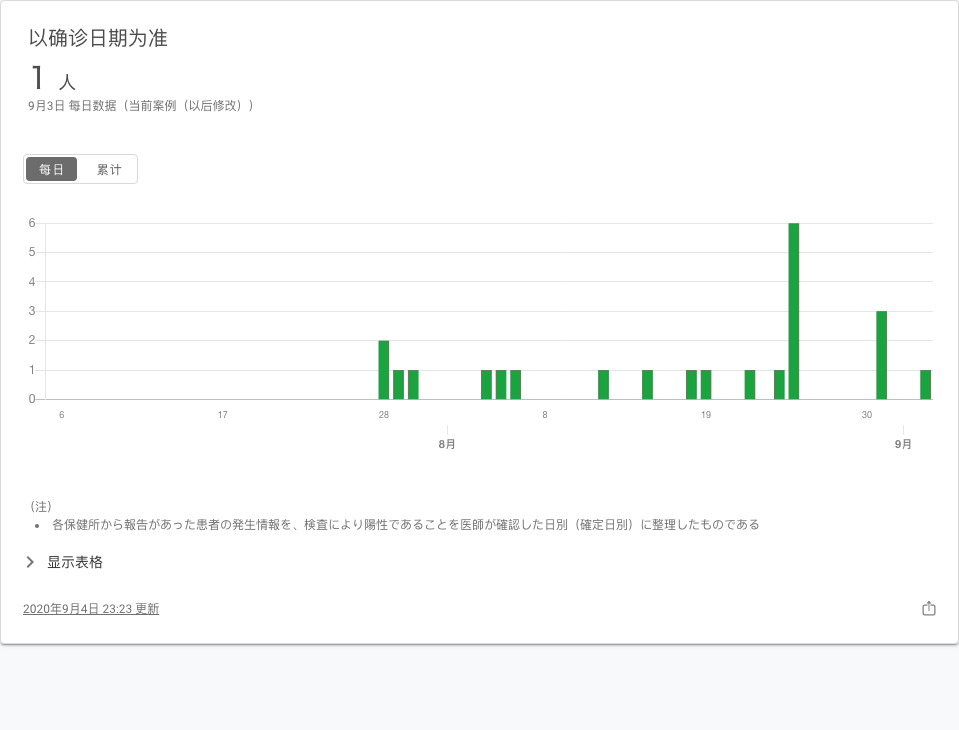 以确诊日期为准
1 人
9月3日 每日数据（当前案例（以后修改））
每日 累计
6
5
4
3
2
1
0
6 17 28 8 19 30
8月 9月
（注）
• 各保健所から報告があった患者の発生情報を、検査により陽性であることを医師が確認した日別（確定日別）に整理したものである
显示表格
2020年9月4日 23:23 更新